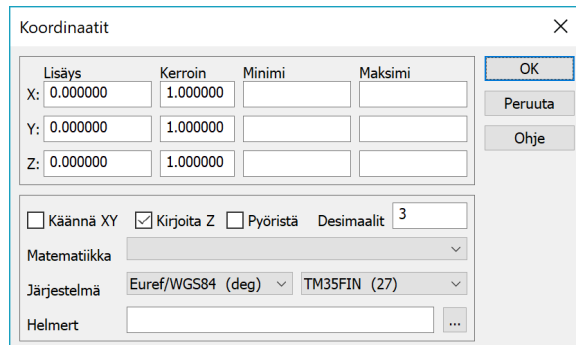 Koordinaatit
Lisäys Kerroin Minimi Maksimi
X: 0.000000 1.000000
Y: 0.000000 1.000000
Z: 0.000000 1.000000
OK
Peruuta
Ohje
Käännä XY Kirjoita Z Pyöristä Desimaalit 3
Matematiikka
Järjestelmä Euref/WGS84 (deg) TM35FIN (27)
Helmert ...